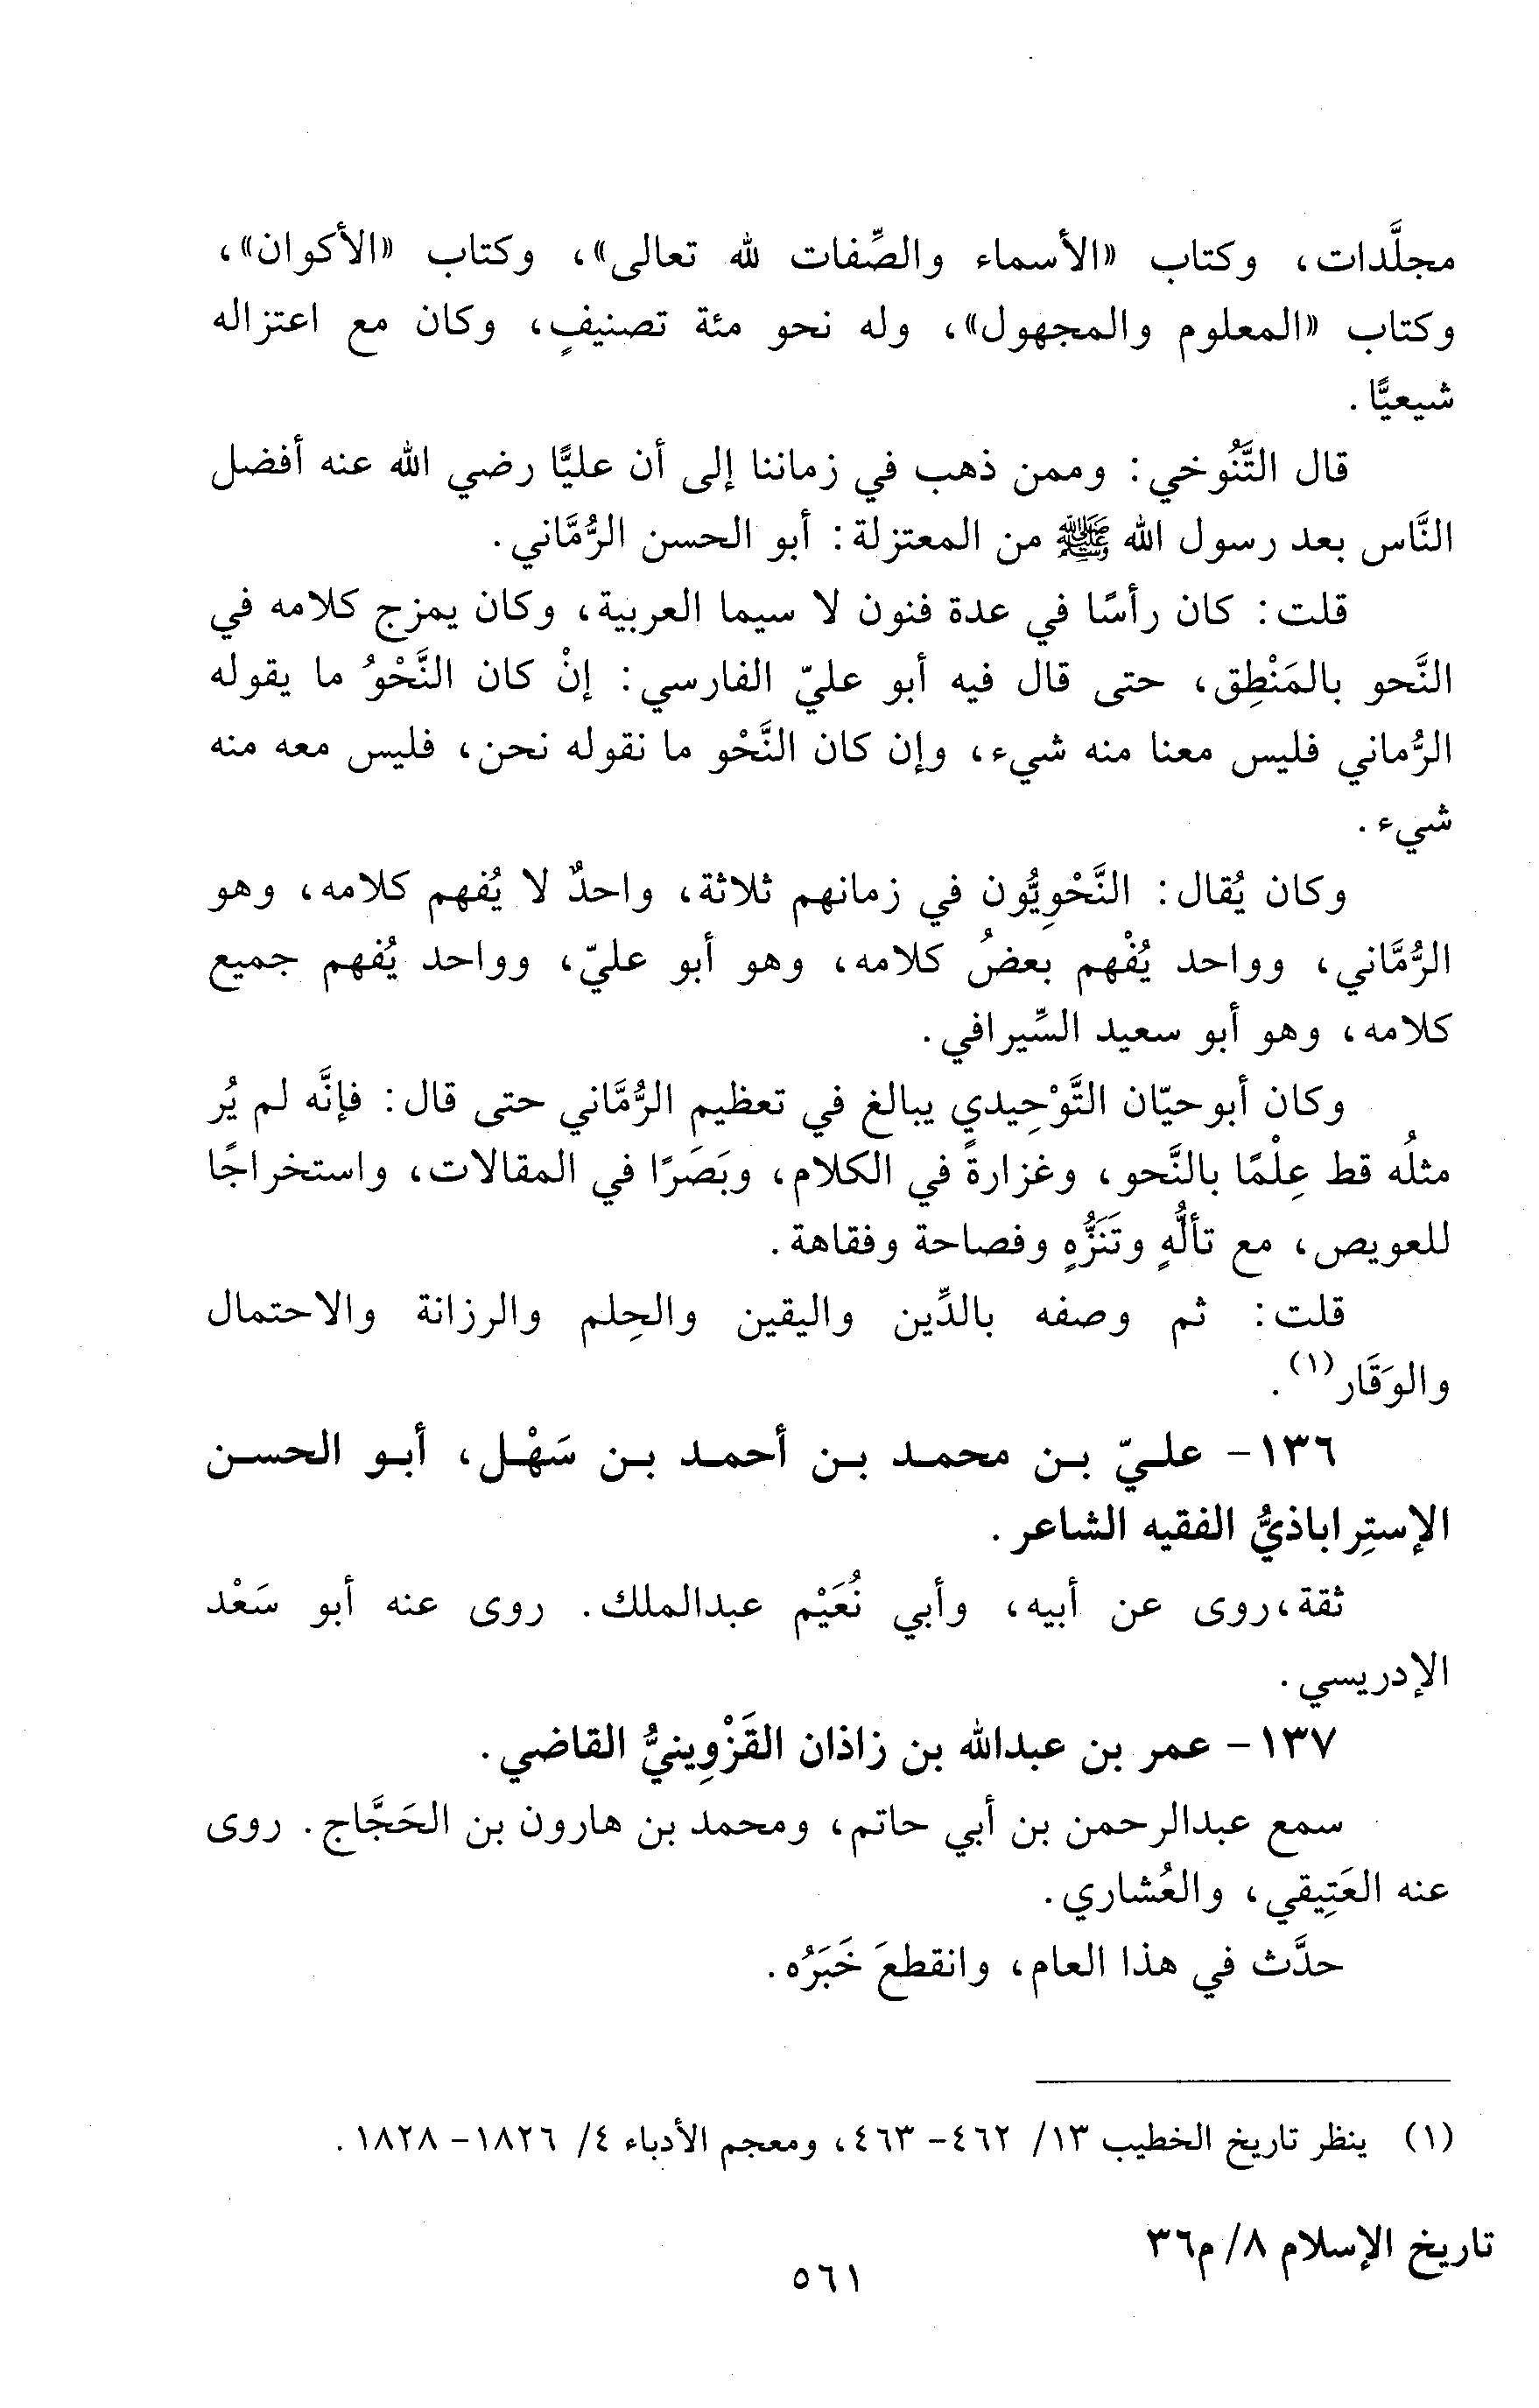 مجلَّدات، وكتاب «الأسماء والصِّفات لله تعالى»، وكتاب «الأكوان»،
وكتاب «المعلوم والمجهول»، وله نحو مئة تصنيفٍ، وكان مع اعتزاله
شيعيًّا.
قال التَّنُوخي: وممن ذهب في زماننا إلى أن عليًّا رضي الله عنه أفضل
النَّاس بعد رسول الله ﷺ من المعتزلة: أبو الحسن الرُّمَّاني.
قلت: كان رأسًا في عدة فنون لا سيما العربية، وكان يمزج كلامه في
النَّحو بالمَنْطِق، حتى قال فيه أبو عليّ الفارسي: إنْ كان النَّحْوُ ما يقوله
الرُّماني فليس معنا منه شيء، وإن كان النَّحْو ما نقوله نحن، فليس معه منه
شيء.
وكان يُقال: النَّحْوِيُّون في زمانهم ثلاثة، واحدٌ لا يُفهم كلامه، وهو
الرُّمَّاني، وواحد يُفْهم بعضُ كلامه، وهو أبو عليّ، وواحد يُفهم جميع
كلامه، وهو أبو سعيد السِّيرافي.
وكان أبوحيّان التَّوْحِيدي يبالغ في تعظيم الرُّمَّاني حتى قال: فإنَّه لم يُر
مثلُه قط عِلْمًا بالنَّحو، وغزارةً في الكلام، وبَصَرًا في المقالات، واستخراجًا
للعويص، مع تألُّهٍ وتَنَزُّهٍ وفصاحة وفقاهة.
قلت: ثم وصفه بالدِّين واليقين والحِلم والرزانة والاحتمال
والوَقَار(١).
١٣٦- عليّ بن محمد بن أحمد بن سَهْل، أبو الحسن
الإستِراباذيُّ الفقيه الشاعر.
ثقة،روى عن أبيه، وأبي نُعَيْم عبدالملك. روى عنه أبو سَعْد
الإدريسي.
١٣٧- عمر بن عبدالله بن زاذان القَزْوِينيُّ القاضي.
سمع عبدالرحمن بن أبي حاتم، ومحمد بن هارون بن الحَجَّاج. روى
عنه العَتِيقي، والعُشاري.
حدَّث في هذا العام، وانقطعَ خَبَرُه.
(١) ينظر تاريخ الخطيب ١٣/ ٤٦٢- ٤٦٣، ومعجم الأدباء ٤/ ١٨٢٦- ١٨٢٨.
تاريخ الإسلام ٨/ م٣٦
٥٦١